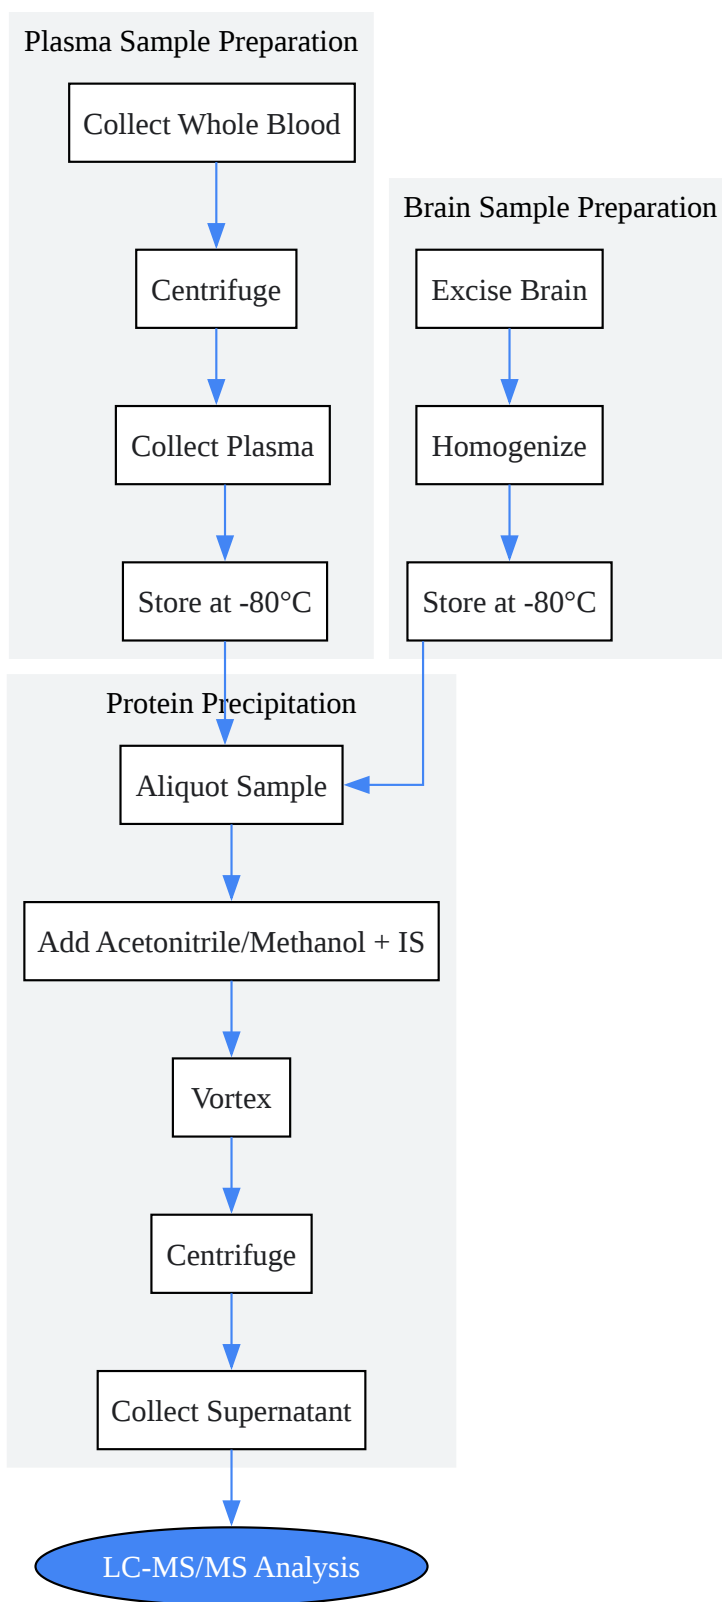 Plasma Sample Preparation
Collect Whole Blood
Centrifuge
Collect Plasma
Store at -80°C
Brain Sample Preparation
Excise Brain
Homogenize
Store at -80°C
Protein Precipitation
Aliquot Sample
Add Acetonitrile/Methanol + IS
Vortex
Centrifuge
Collect Supernatant
LC-MS/MS Analysis